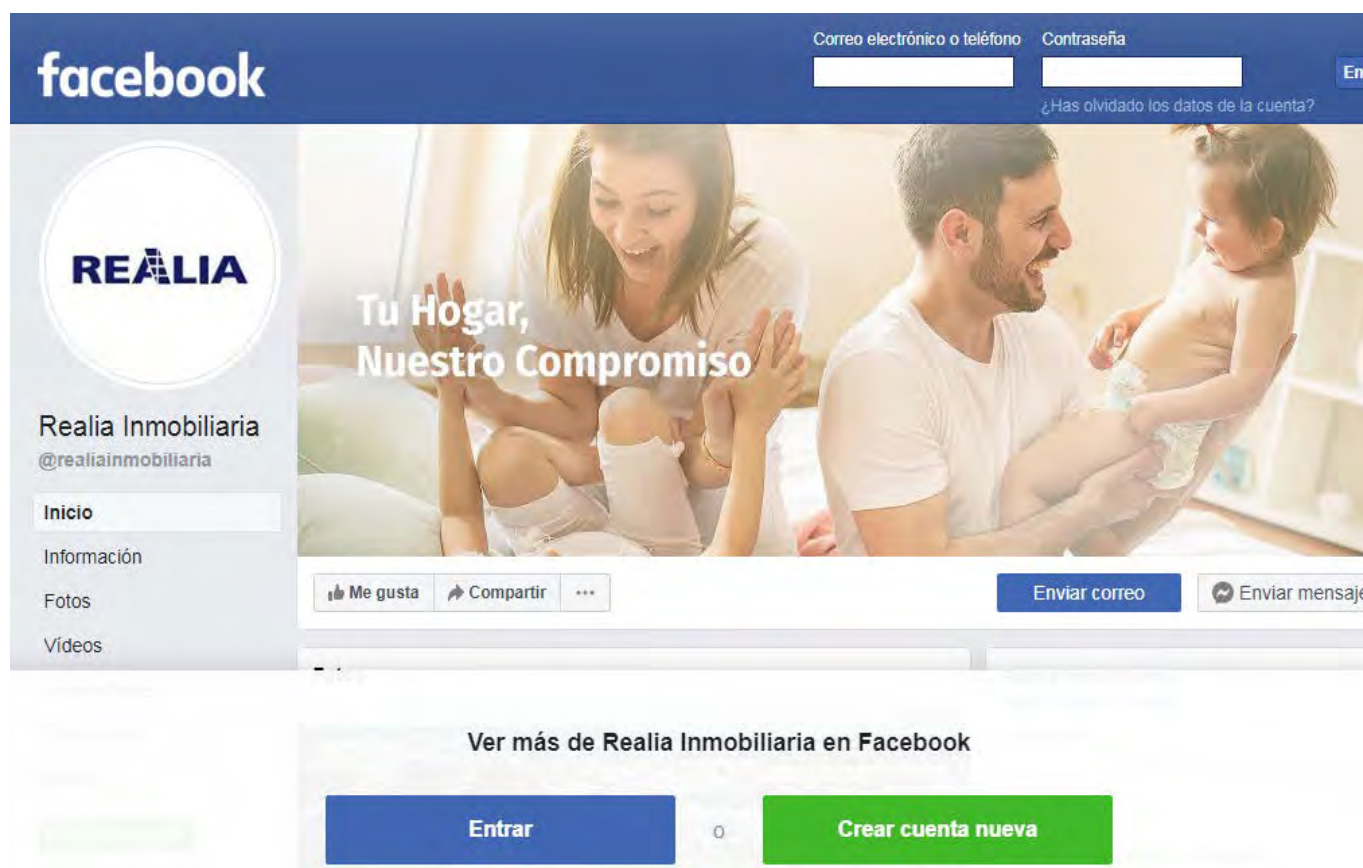 facebook
Correo electrónico o teléfono
Contraseña
¿Has olvidado los datos de la cuenta?
REALIA
Tu Hogar,
Nuestro Compromiso
Realia Inmobiliaria
@realiainmobiliaria
Inicio
Información
Fotos
Vídeos
Me gusta
Compartir
Enviar correo
Enviar mensaje
Ver más de Realia Inmobiliaria en Facebook
Entrar
o
Crear cuenta nueva